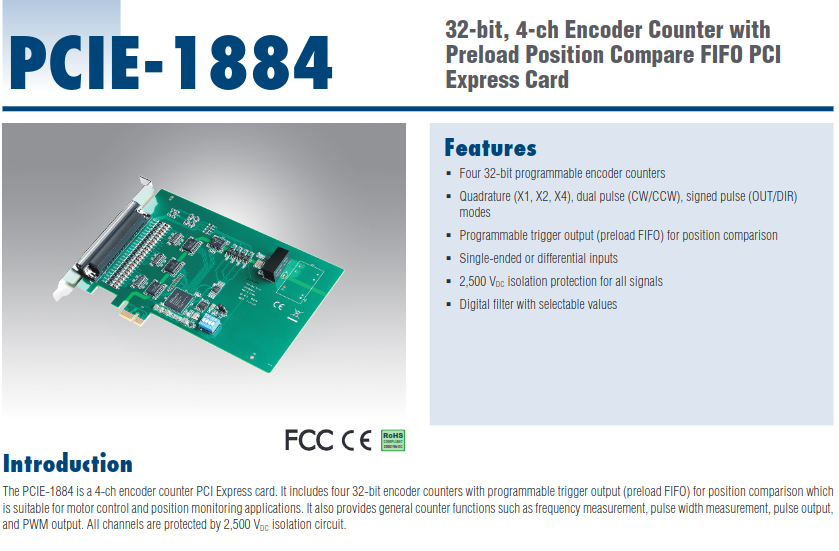 PCIE-1884
32-bit, 4-ch Encoder Counter with
Preload Position Compare FIFO PCI
Express Card
Features
▪ Four 32-bit programmable encoder counters
▪ Quadrature (X1, X2, X4), dual pulse (CW/CCW), signed pulse (OUT/DIR)
modes
▪ Programmable trigger output (preload FIFO) for position comparison
▪ Single-ended or differential inputs
▪ 2,500 VDC isolation protection for all signals
▪ Digital filter with selectable values
FCC CE RoHS
COMPLIANT
2002/95/EC
Introduction
The PCIE-1884 is a 4-ch encoder counter PCI Express card. It includes four 32-bit encoder counters with programmable trigger output (preload FIFO) for position comparison which
is suitable for motor control and position monitoring applications. It also provides general counter functions such as frequency measurement, pulse width measurement, pulse output,
and PWM output. All channels are protected by 2,500 VDC isolation circuit.